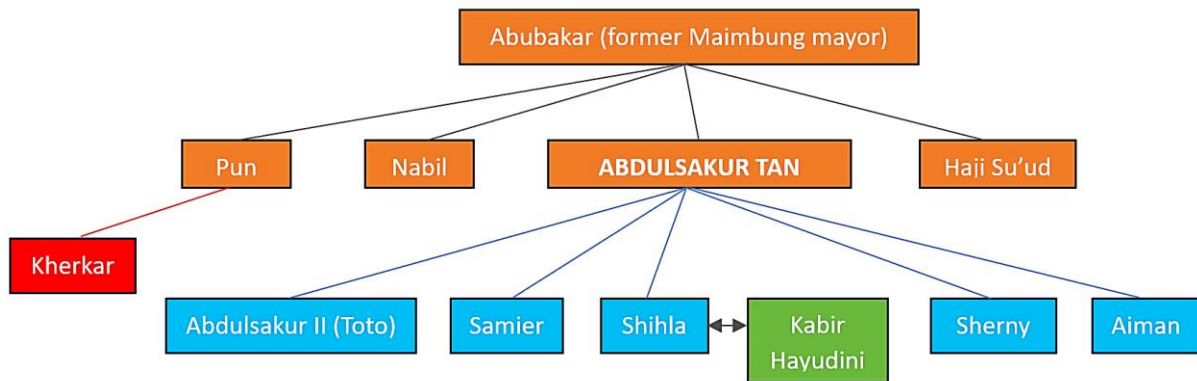 Abubakar (former Maimbung mayor)
Pun
Nabil
ABDULSAKUR TAN
Haji Su’ud
Kherkar
Abdulsakur II (Toto)
Samier
Shihla
Kabir
Hayudini
Sherny
Aiman